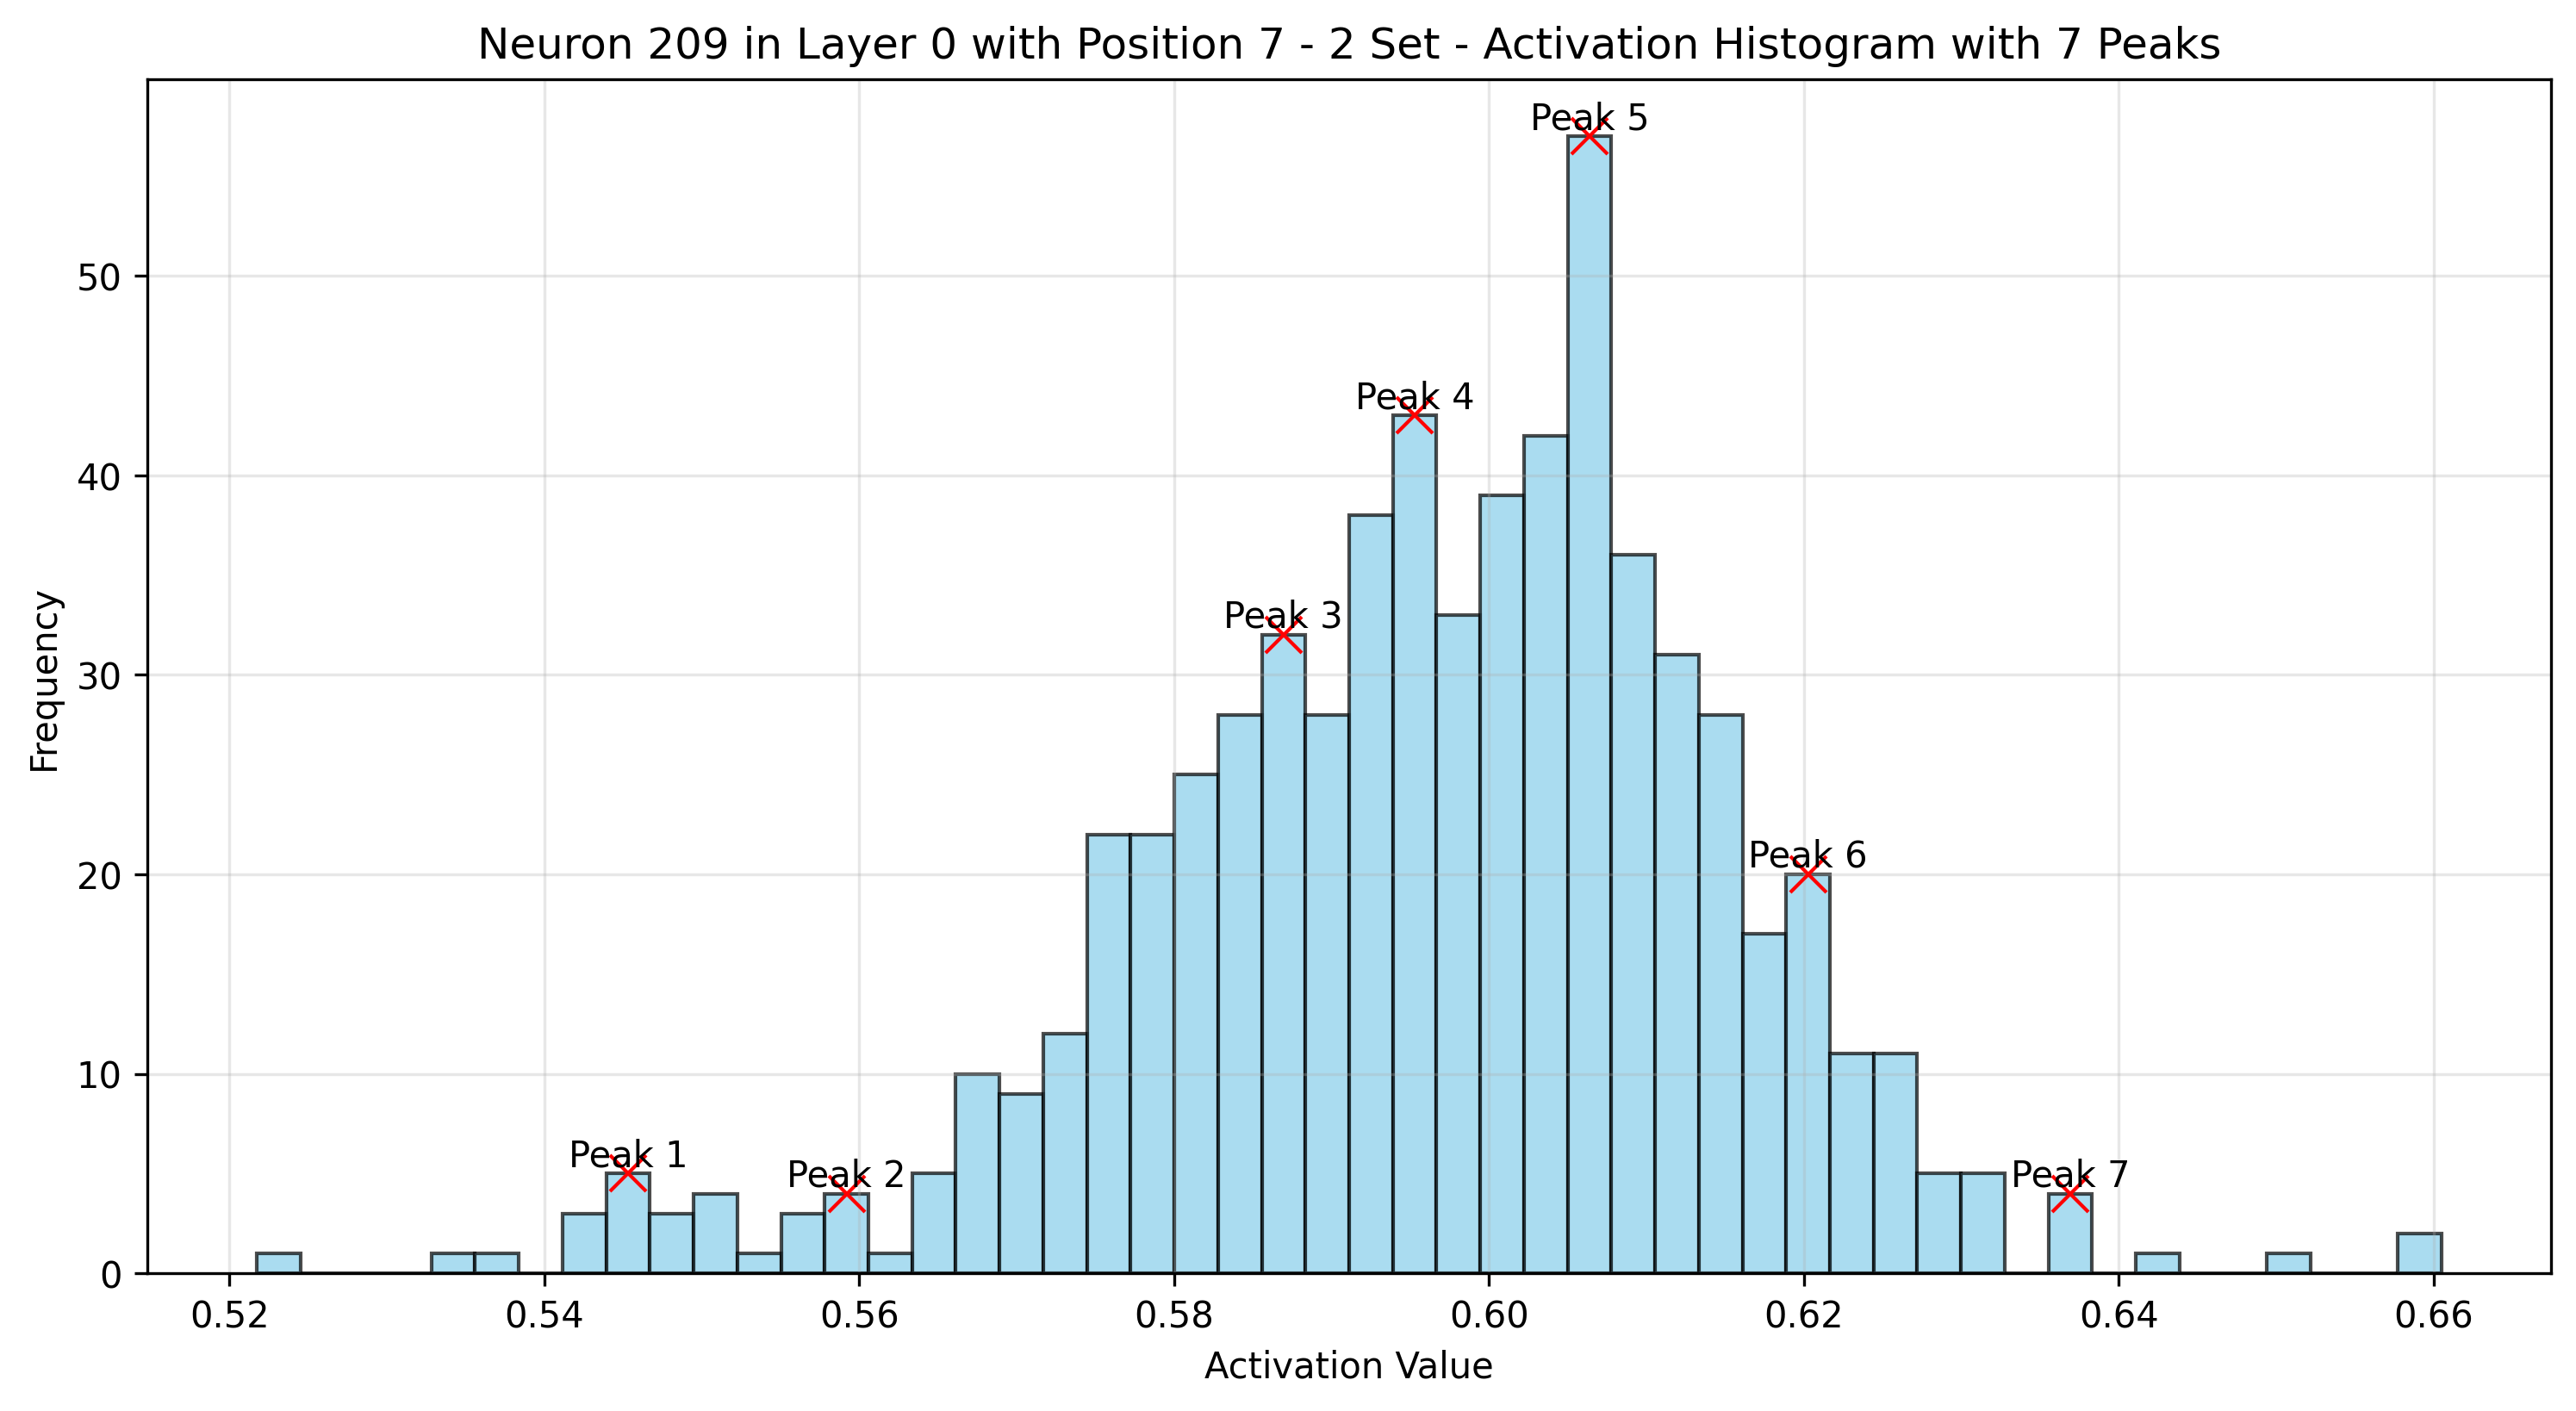 Neuron 209 in Layer 0 with Position 7 - 2 Set - Activation Histogram with 7 Peaks
Peak 5
50
Peak 4
40
Peak 3
30
Frequency
Peak 6
20
10
Peak 1
Peak 2
Peak 7
0
0.52 0.54 0.56 0.58 0.60 0.62 0.64 0.66
Activation Value